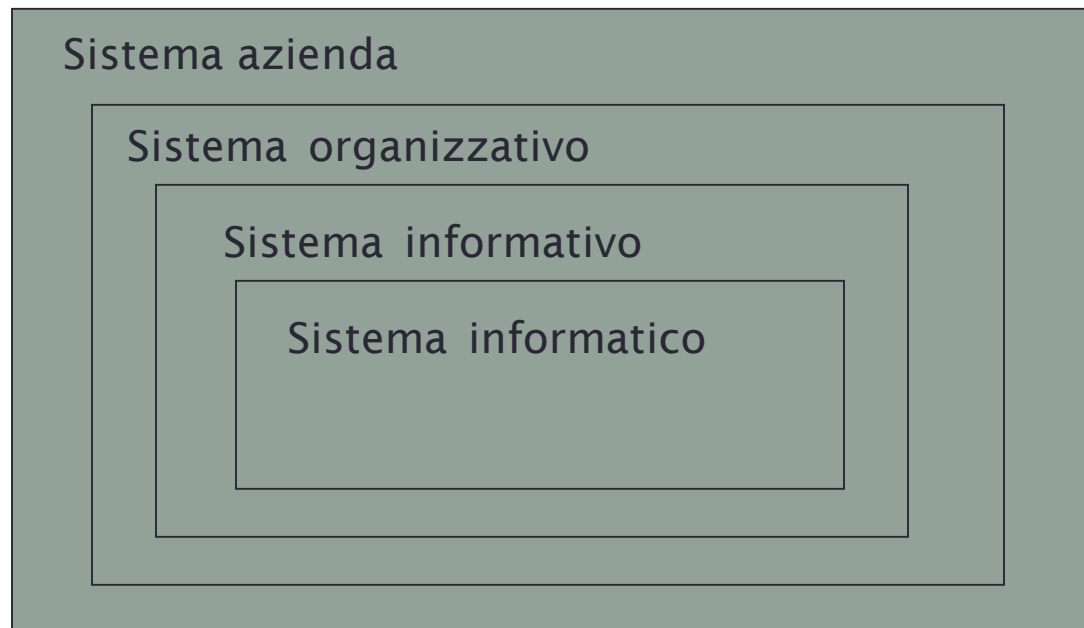 Sistema azienda
Sistema organizzativo
Sistema informativo
Sistema informatico